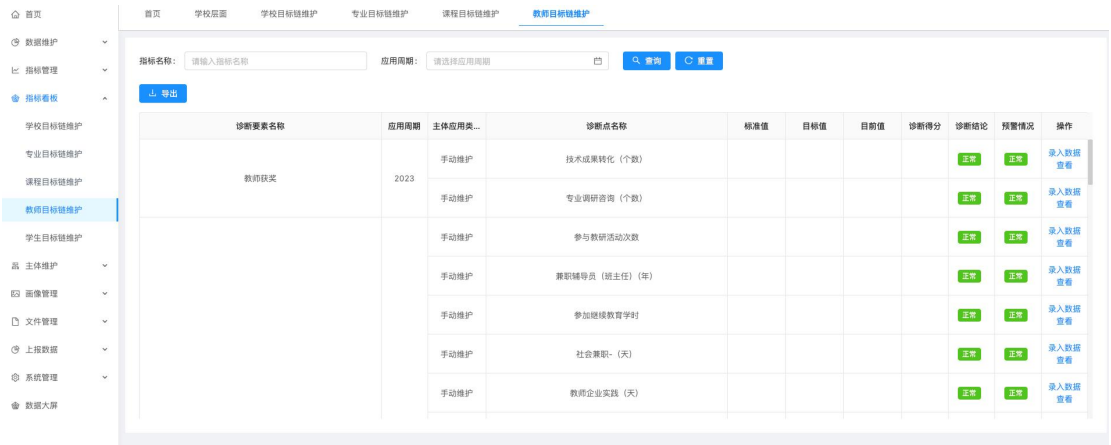 首页
数据维护
指标管理
指标看板
学校目标链维护
专业目标链维护
课程目标链维护
教师目标链维护
学生目标链维护
主体维护
画像管理
文件管理
上报数据
系统管理
数据大屏
首页 学校层面 学校目标链维护 专业目标链维护 课程目标链维护 教师目标链维护
指标名称: 请输入指标名称 应用周期: 请选择应用周期 查询 重置
导出
诊断要素名称 应用周期 主体应用类... 诊断点名称 标准值 目标值 目前值 诊断得分 诊断结论 预警情况 操作
教师获奖 2023
手动维护 技术成果转化（个数） 正常 正常 录入数据
查看
手动维护 专业调研咨询（个数） 正常 正常 录入数据
查看
手动维护 参与教研活动次数 正常 正常 录入数据
查看
手动维护 兼职辅导员（班主任）（年） 正常 正常 录入数据
查看
手动维护 参加继续教育学时 正常 正常 录入数据
查看
手动维护 社会兼职-（天） 正常 正常 录入数据
查看
手动维护 教师企业实践（天） 正常 正常 录入数据
查看